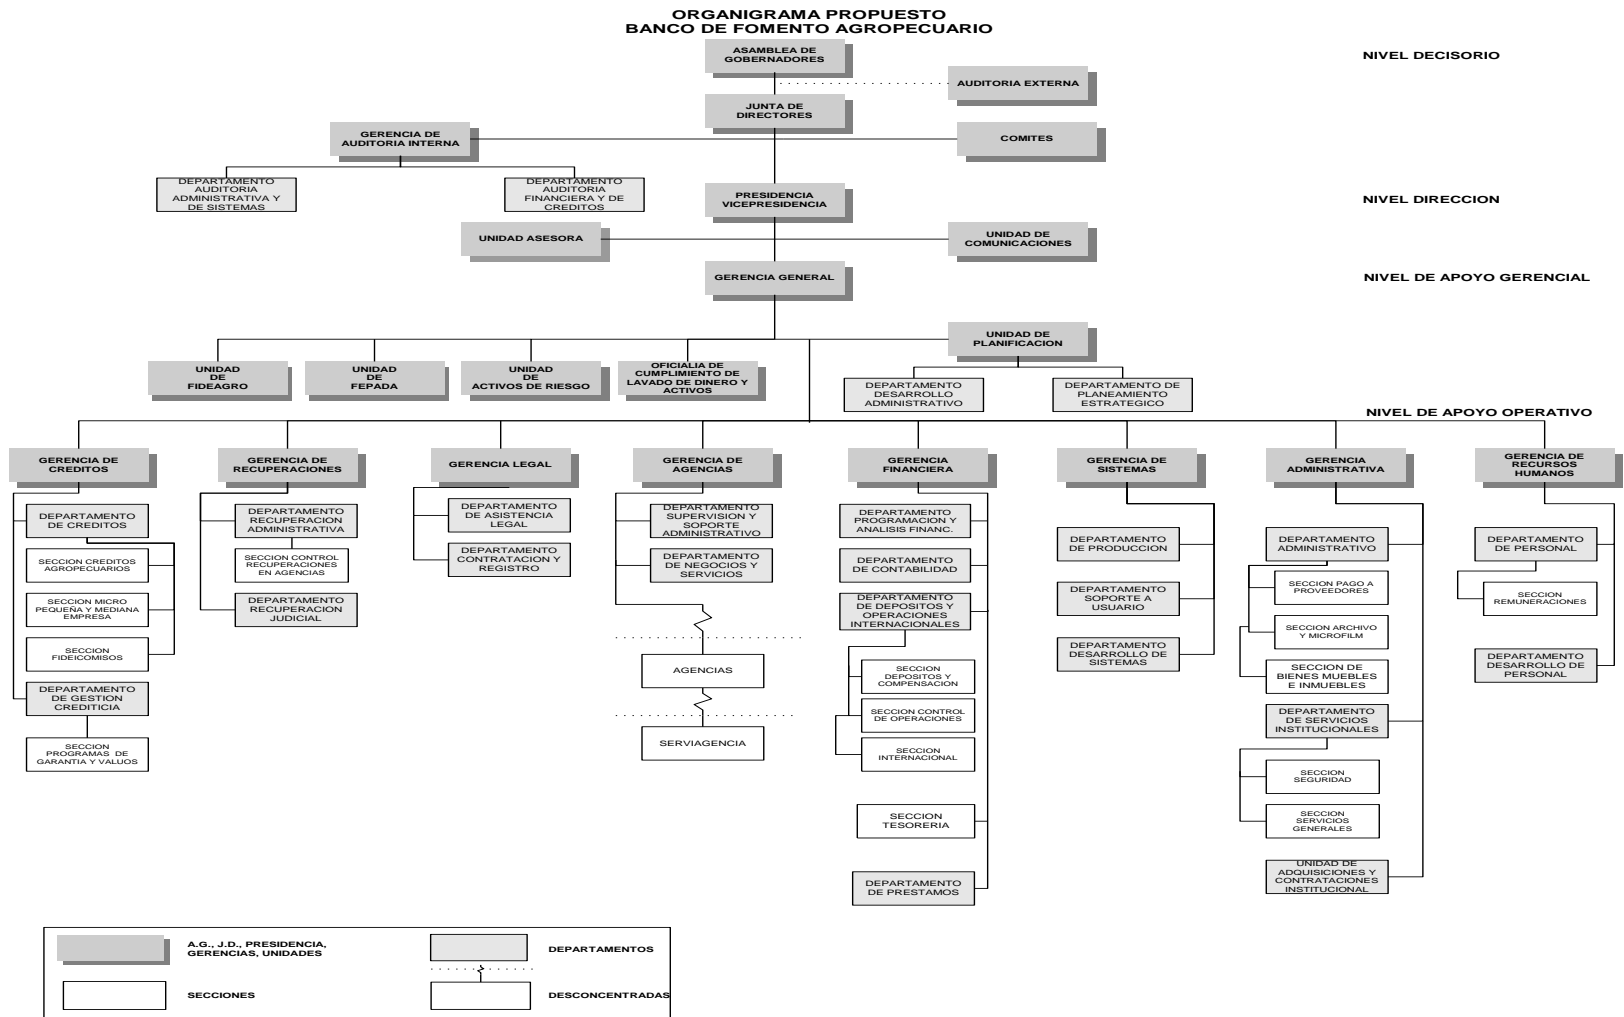 ORGANIGRAMA PROPUESTO
BANCO DE FOMENTO AGROPECUARIO
ASAMBLEA DE
GOBERNADORES
NIVEL DECISORIO
AUDITORIA EXTERNA
JUNTA DE
DIRECTORES
GERENCIA DE
AUDITORIA INTERNA
COMITES
DEPARTAMENTO
AUDITORIA
ADMINISTRATIVA Y
DE SISTEMAS
DEPARTAMENTO
AUDITORIA
FINANCIERA Y DE
CREDITOS
PRESIDENCIA
VICEPRESIDENCIA
NIVEL DIRECCION
UNIDAD ASESORA
UNIDAD DE
COMUNICACIONES
GERENCIA GENERAL
NIVEL DE APOYO GERENCIAL
UNIDAD DE
PLANIFICACION
UNIDAD
DE
FIDEAGRO
UNIDAD
DE
FEPADA
UNIDAD
DE
ACTIVOS DE RIESGO
OFICIALIA DE
CUMPLIMIENTO DE
LAVADO DE DINERO Y
ACTIVOS
DEPARTAMENTO
DESARROLLO
ADMINISTRATIVO
DEPARTAMENTO DE
PLANEAMIENTO
ESTRATEGICO
NIVEL DE APOYO OPERATIVO
GERENCIA DE
CREDITOS
GERENCIA DE
RECUPERACIONES
GERENCIA LEGAL
GERENCIA DE
AGENCIAS
GERENCIA
FINANCIERA
GERENCIA DE
SISTEMAS
GERENCIA
ADMINISTRATIVA
GERENCIA DE
RECURSOS
HUMANOS
DEPARTAMENTO
DE CREDITOS
SECCION CREDITOS
AGROPECUARIOS
SECCION MICRO
PEQUEÑA Y MEDIANA
EMPRESA
SECCION
FIDEICOMISOS
DEPARTAMENTO
DE GESTION
CREDITICIA
SECCION
PROGRAMAS DE
GARANTIA Y VALUOS
DEPARTAMENTO
RECUPERACION
ADMINISTRATIVA
SECCION CONTROL
RECUPERACIONES
EN AGENCIAS
DEPARTAMENTO
RECUPERACION
JUDICIAL
DEPARTAMENTO
DE ASISTENCIA
LEGAL
DEPARTAMENTO
CONTRATACION Y
REGISTRO
DEPARTAMENTO
SUPERVISION Y
SOPORTE
ADMINISTRATIVO
DEPARTAMENTO
DE NEGOCIOS Y
SERVICIOS
AGENCIAS
SERVIAGENCIA
DEPARTAMENTO
PROGRAMACION Y
ANALISIS FINANC.
DEPARTAMENTO
DE CONTABILIDAD
DEPARTAMENTO
DE DEPOSITOS Y
OPERACIONES
INTERNACIONALES
SECCION
DEPOSITOS Y
COMPENSACION
SECCION CONTROL
DE OPERACIONES
SECCION
INTERNACIONAL
SECCION
TESORERIA
DEPARTAMENTO
DE PRESTAMOS
DEPARTAMENTO
DE PRODUCCION
DEPARTAMENTO
SOPORTE A
USUARIO
DEPARTAMENTO
DESARROLLO DE
SISTEMAS
DEPARTAMENTO
ADMINISTRATIVO
SECCION PAGO A
PROVEEDORES
SECCION ARCHIVO
Y MICROFILM
SECCION DE
BIENES MUEBLES
E INMUEBLES
DEPARTAMENTO
DE SERVICIOS
INSTITUCIONALES
SECCION
SEGURIDAD
SECCION
SERVICIOS
GENERALES
UNIDAD DE
ADQUISICIONES Y
CONTRATACIONES
INSTITUCIONAL
DEPARTAMENTO
DE PERSONAL
SECCION
REMUNERACIONES
DEPARTAMENTO
DESARROLLO DE
PERSONAL
A.G., J.D., PRESIDENCIA,
GERENCIAS, UNIDADES
DEPARTAMENTOS
SECCIONES
DESCONCENTRADAS